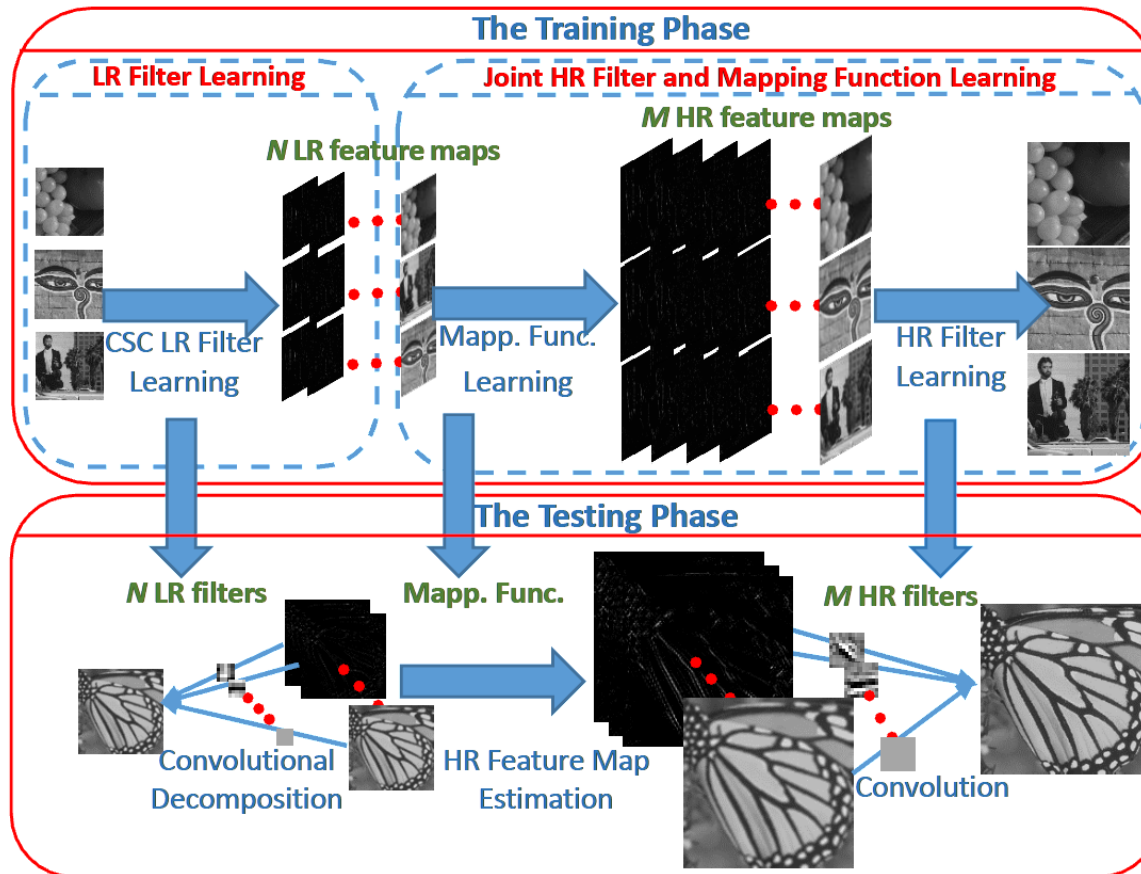 The Training Phase
LR Filter Learning
Joint HR Filter and Mapping Function Learning
N LR feature maps
M HR feature maps
CSC LR Filter
Learning
Mapp. Func.
Learning
HR Filter
Learning
The Testing Phase
N LR filters
Mapp. Func.
M HR filters
Convolutional
Decomposition
HR Feature Map
Estimation
Convolution